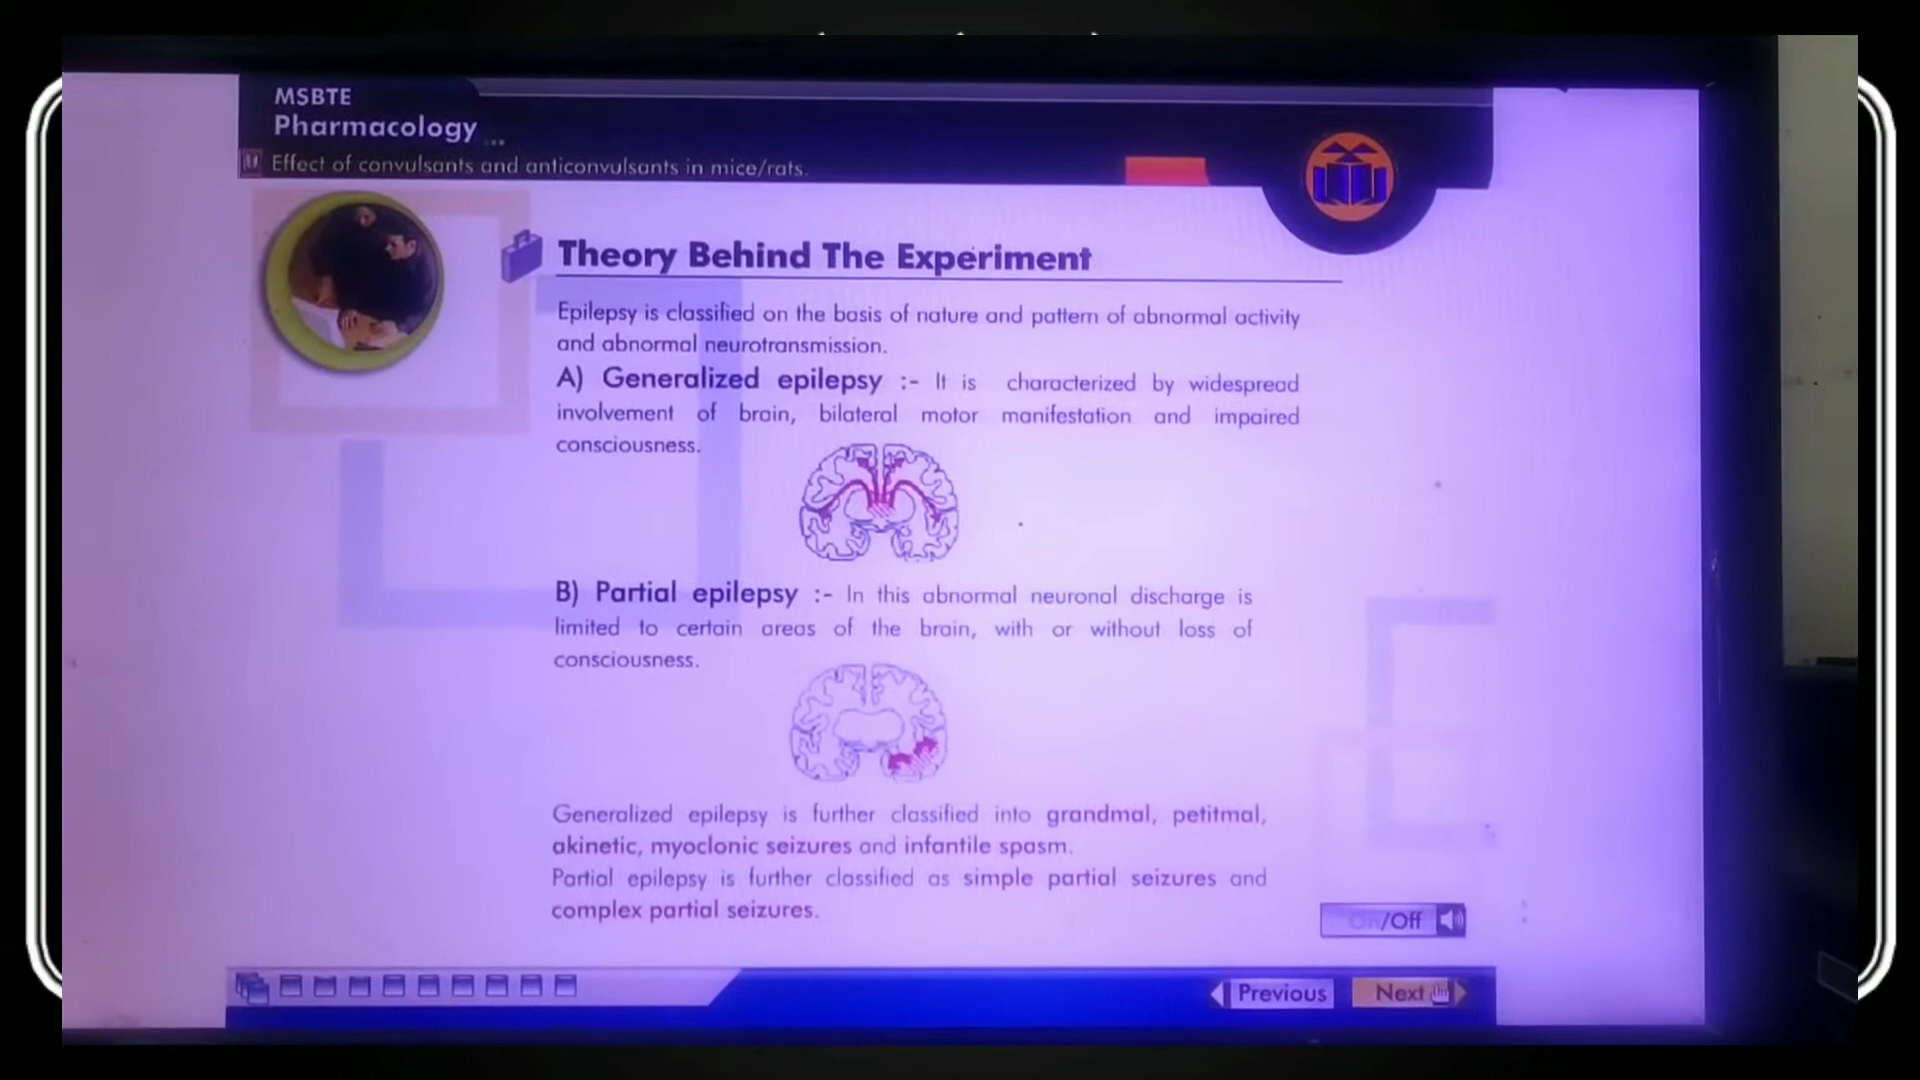 MSBTE
Pharmacology ...
Effect of convulsants and anticonvulsants in mice/rats.
Theory Behind The Experiment
Epilepsy is classified on the basis of nature and pattern of abnormal activity
and abnormal neurotransmission.
A) Generalized epilepsy :- It is characterized by widespread
involvement of brain, bilateral motor manifestation and impaired
consciousness.
B) Partial epilepsy :- In this abnormal neuronal discharge is
limited to certain areas of the brain, with or without loss of
consciousness.
Generalized epilepsy is further classified into grandmal, petitmal,
akinetic, myoclonic seizures and infantile spasm.
Partial epilepsy is further classified as simple partial seizures and
complex partial seizures.
On/Off
Previous
Next